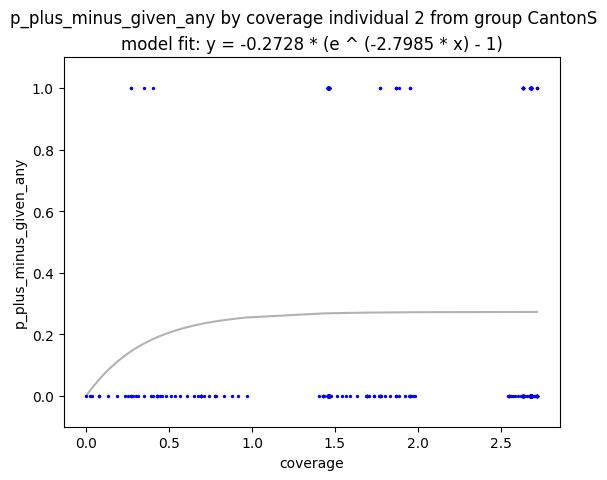 p_plus_minus_given_any by coverage individual 2 from group CantonS
model fit: y = -0.2728 * (e ^ (-2.7985 * x) - 1)
1.0
0.8
0.6
0.4
0.2
0.0
p_plus_minus_given_any
0.0 0.5 1.0 1.5 2.0 2.5
coverage